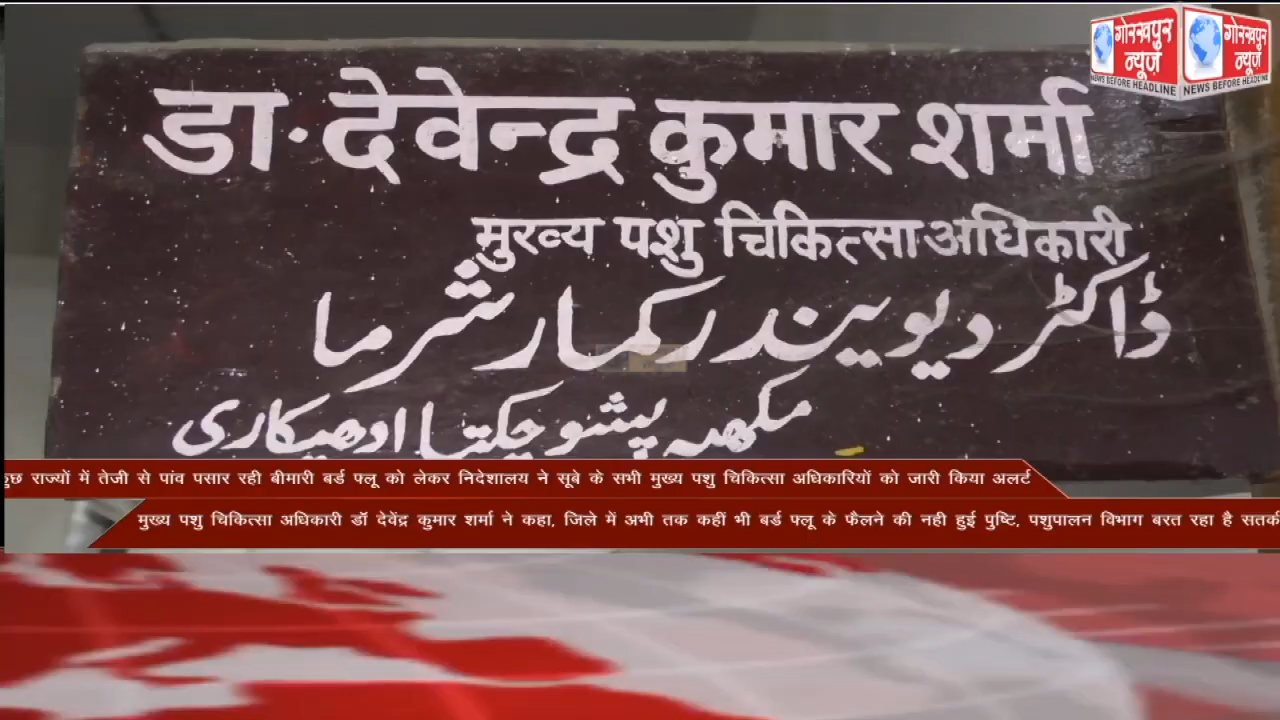 गोरखपुर गोरखपुर
न्यूज़ न्यूज़
NEWS BEFORE HEADLINE NEWS BEFORE HEADLINE
डा॰ देवेन्द्र कुमार शर्मा
मुख्य पशु चिकित्साअधिकारी
ڈاکٹر دیویندر کمار شرما
مکھیہ پشو چکتسا ادھیکاری
कुछ राज्यों में तेजी से पांव पसार रही बीमारी बर्ड फ्लू को लेकर निदेशालय ने सूबे के सभी मुख्य पशु चिकित्सा अधिकारियों को जारी किया अलर्ट
मुख्य पशु चिकित्सा अधिकारी डॉ देवेंद्र कुमार शर्मा ने कहा, जिले में अभी तक कहीं भी बर्ड फ्लू के फैलने की नही हुई पुष्टि, पशुपालन विभाग बरत रहा है